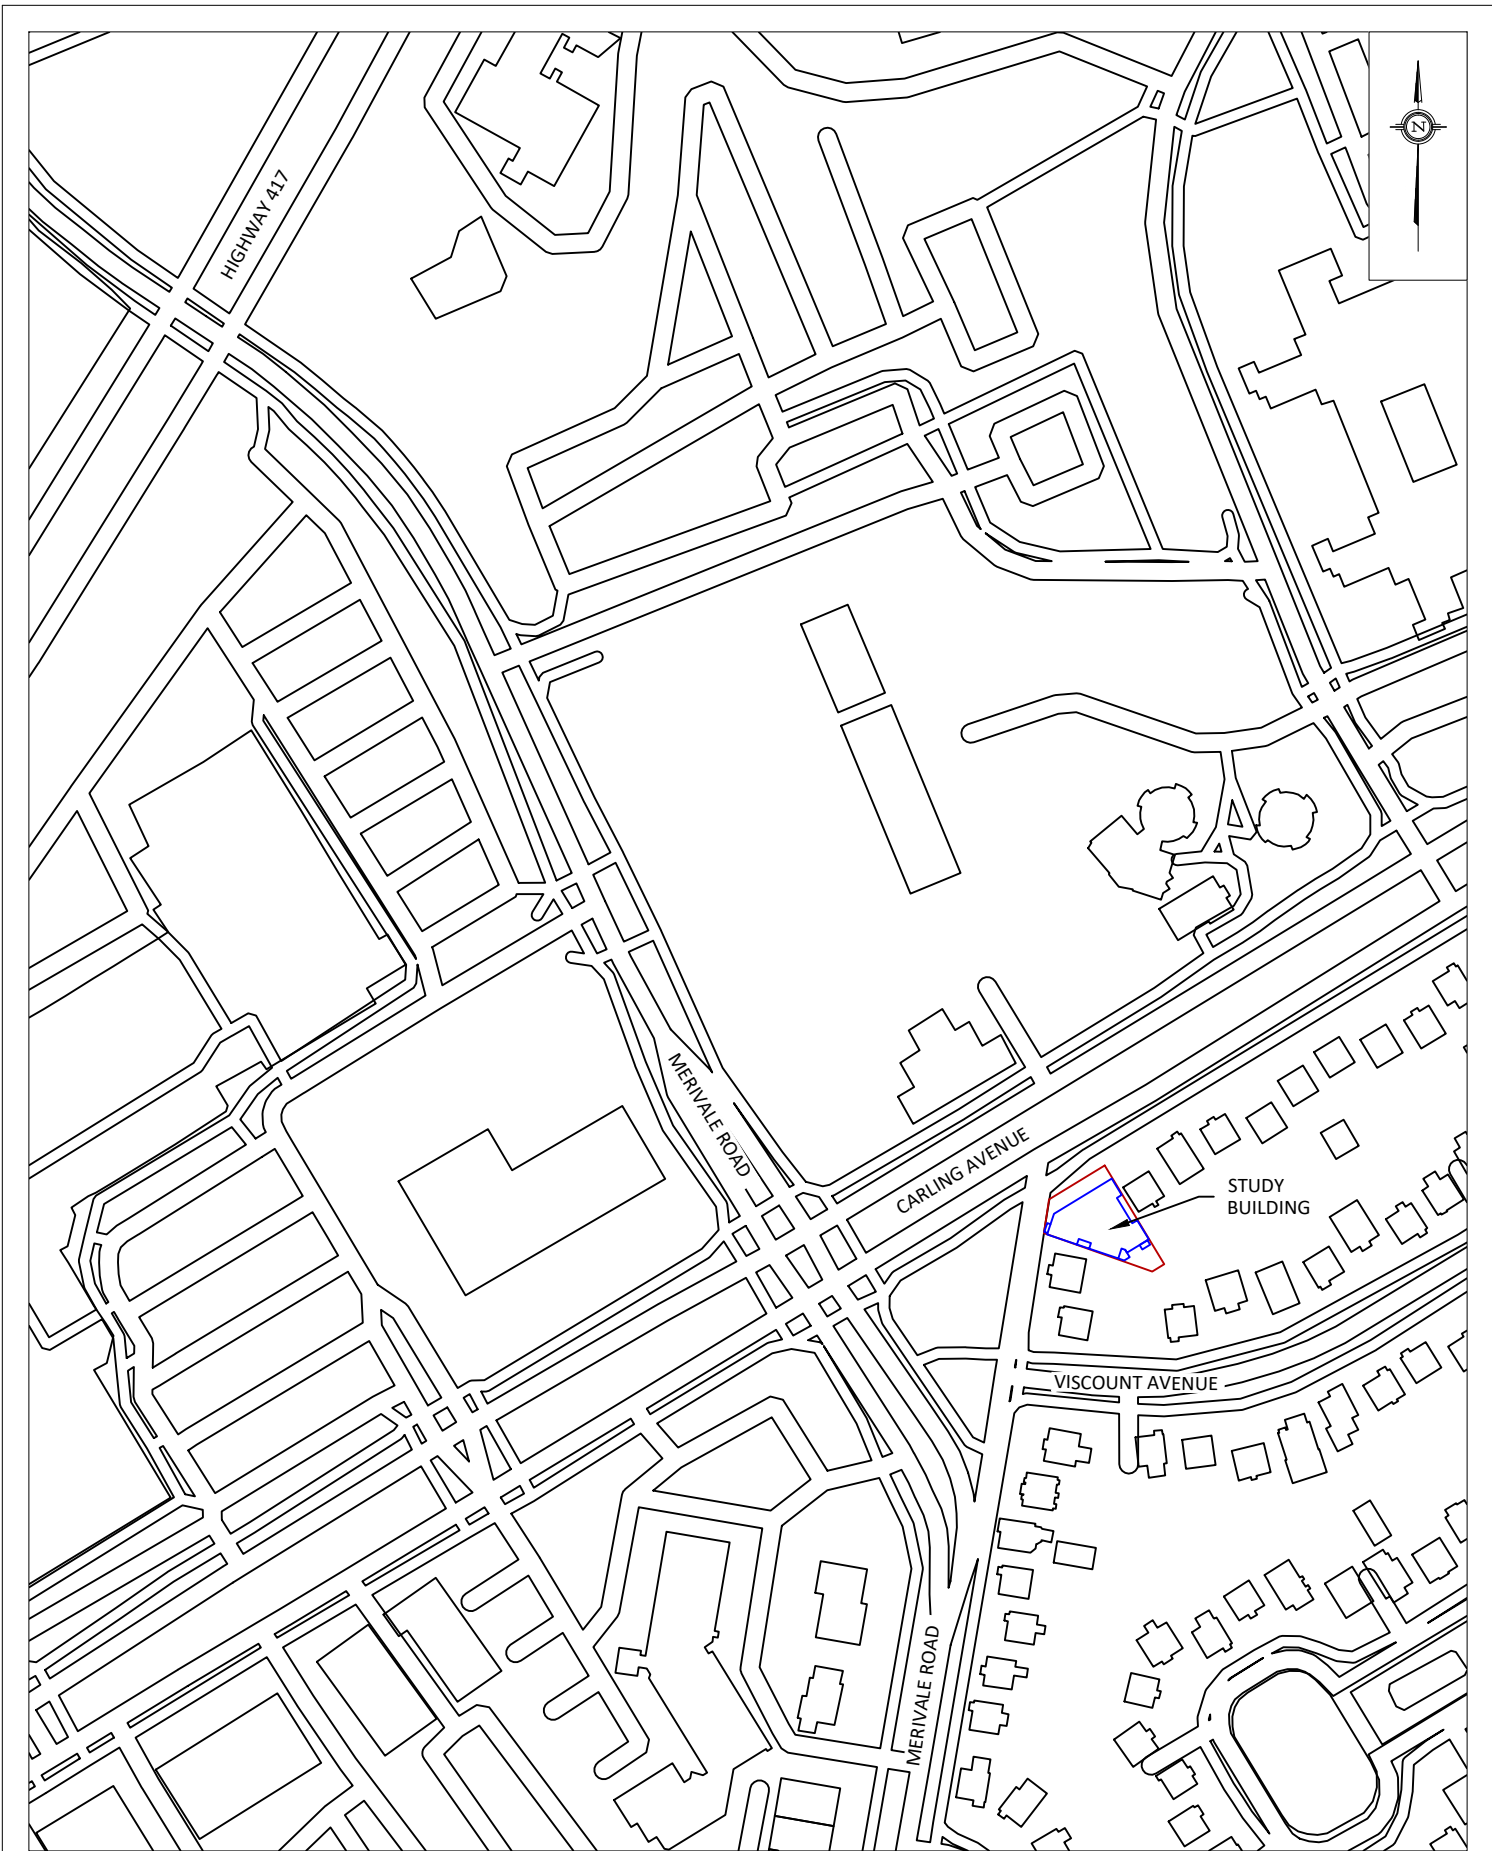 N
HIGHWAY 417
MERIVALE ROAD
CARLING AVENUE
STUDY
BUILDING
VISCOUNT AVENUE
MERIVALE ROAD